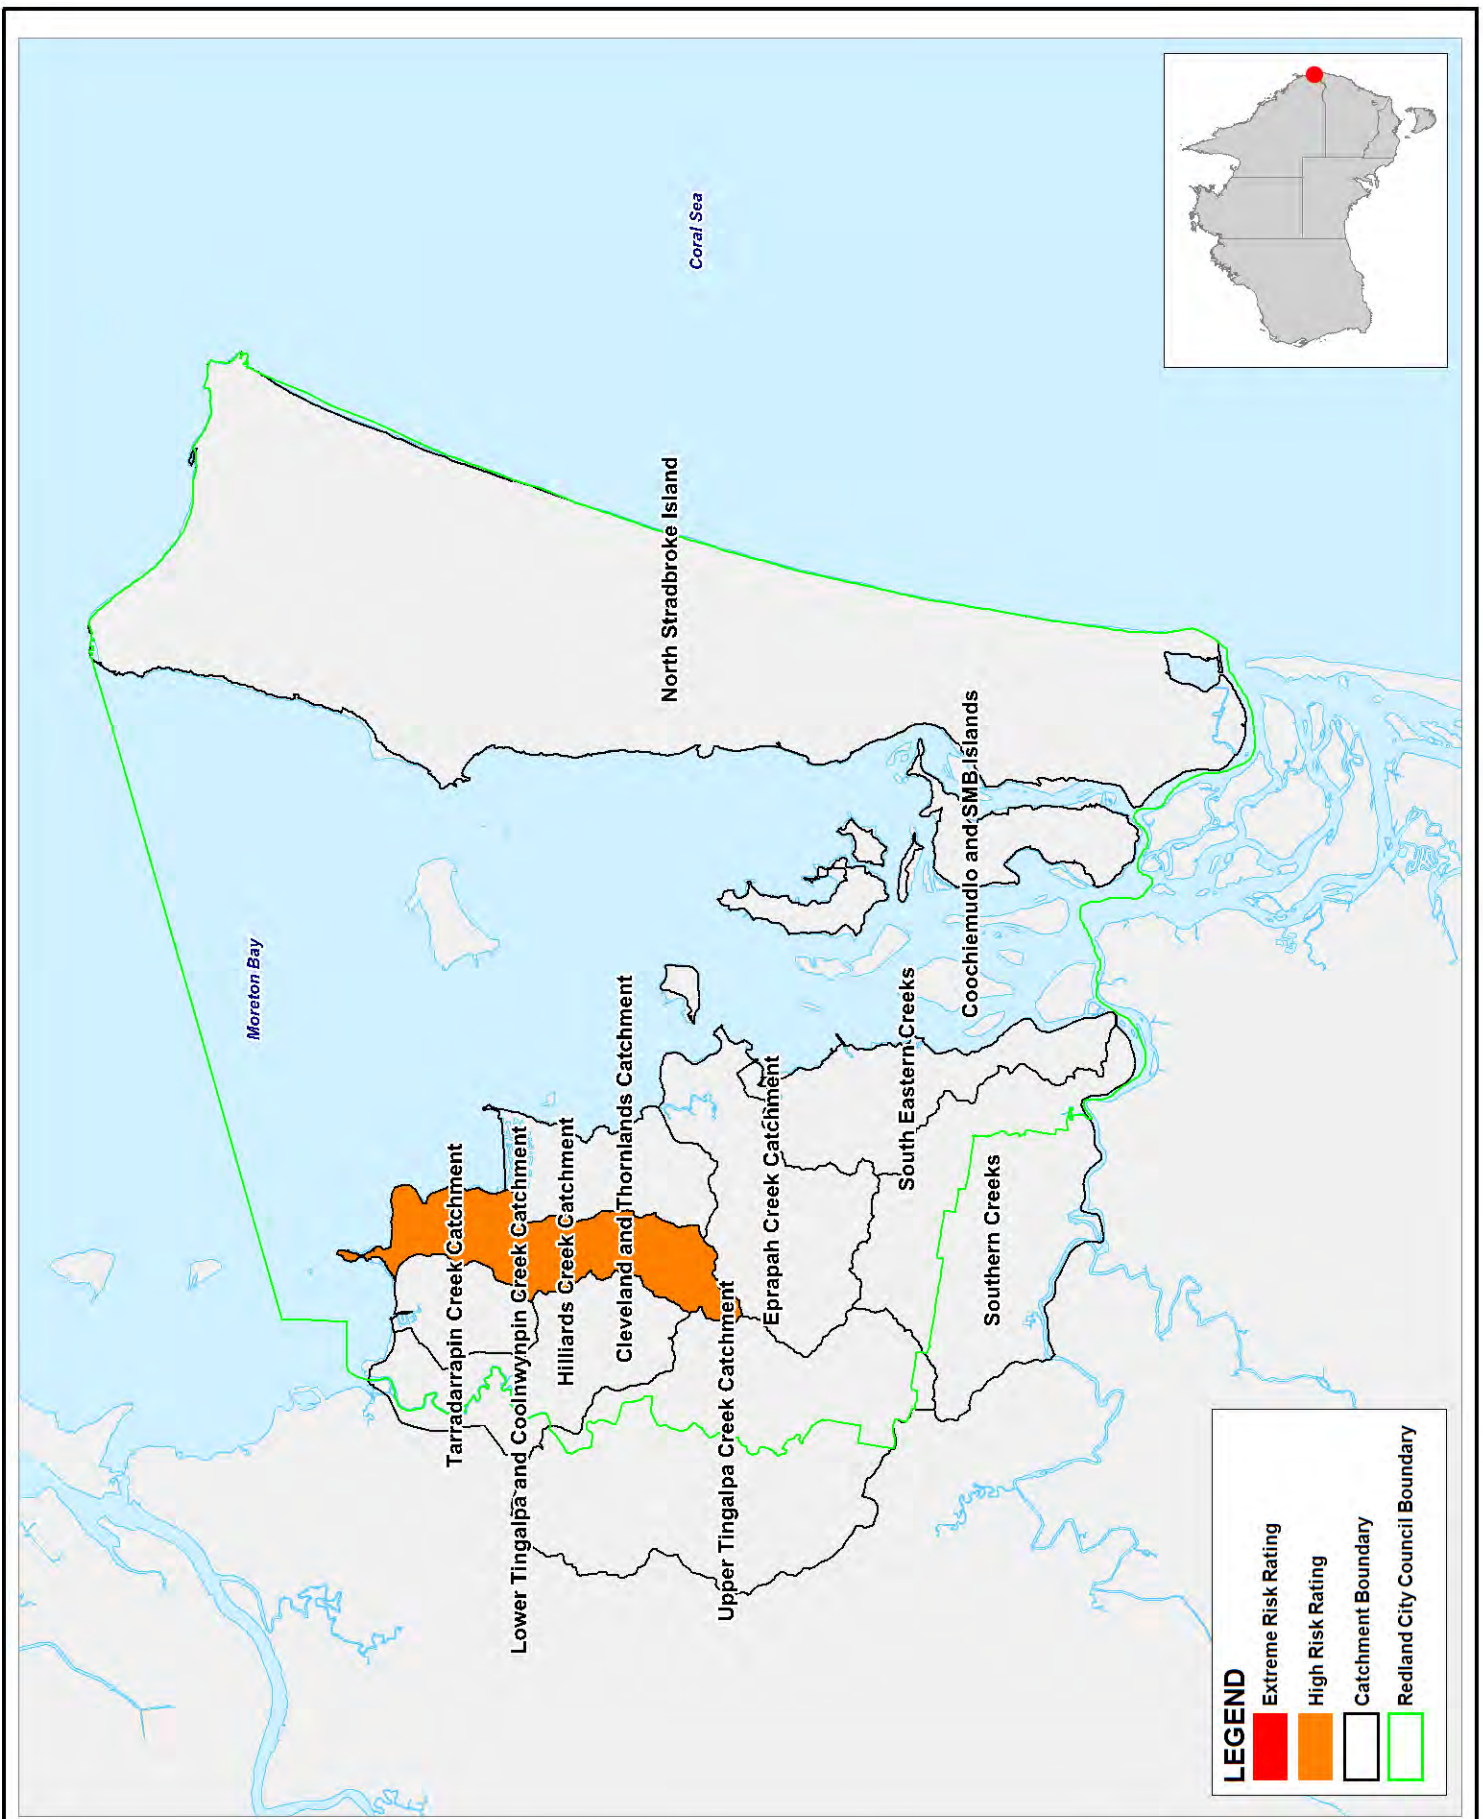 Coral Sea
Moreton Bay
North Stradbroke Island
Tarradarrapin Creek Catchment
Lower Tingalpa and Coolnwynpin Creek Catchment
Hilliards Creek Catchment
Cleveland and Thornlands Catchment
Upper Tingalpa Creek Catchment
Eprapah Creek Catchment
South Eastern Creeks
Coochiemudlo and SMB Islands
Southern Creeks
LEGEND
Extreme Risk Rating
High Risk Rating
Catchment Boundary
Redland City Council Boundary